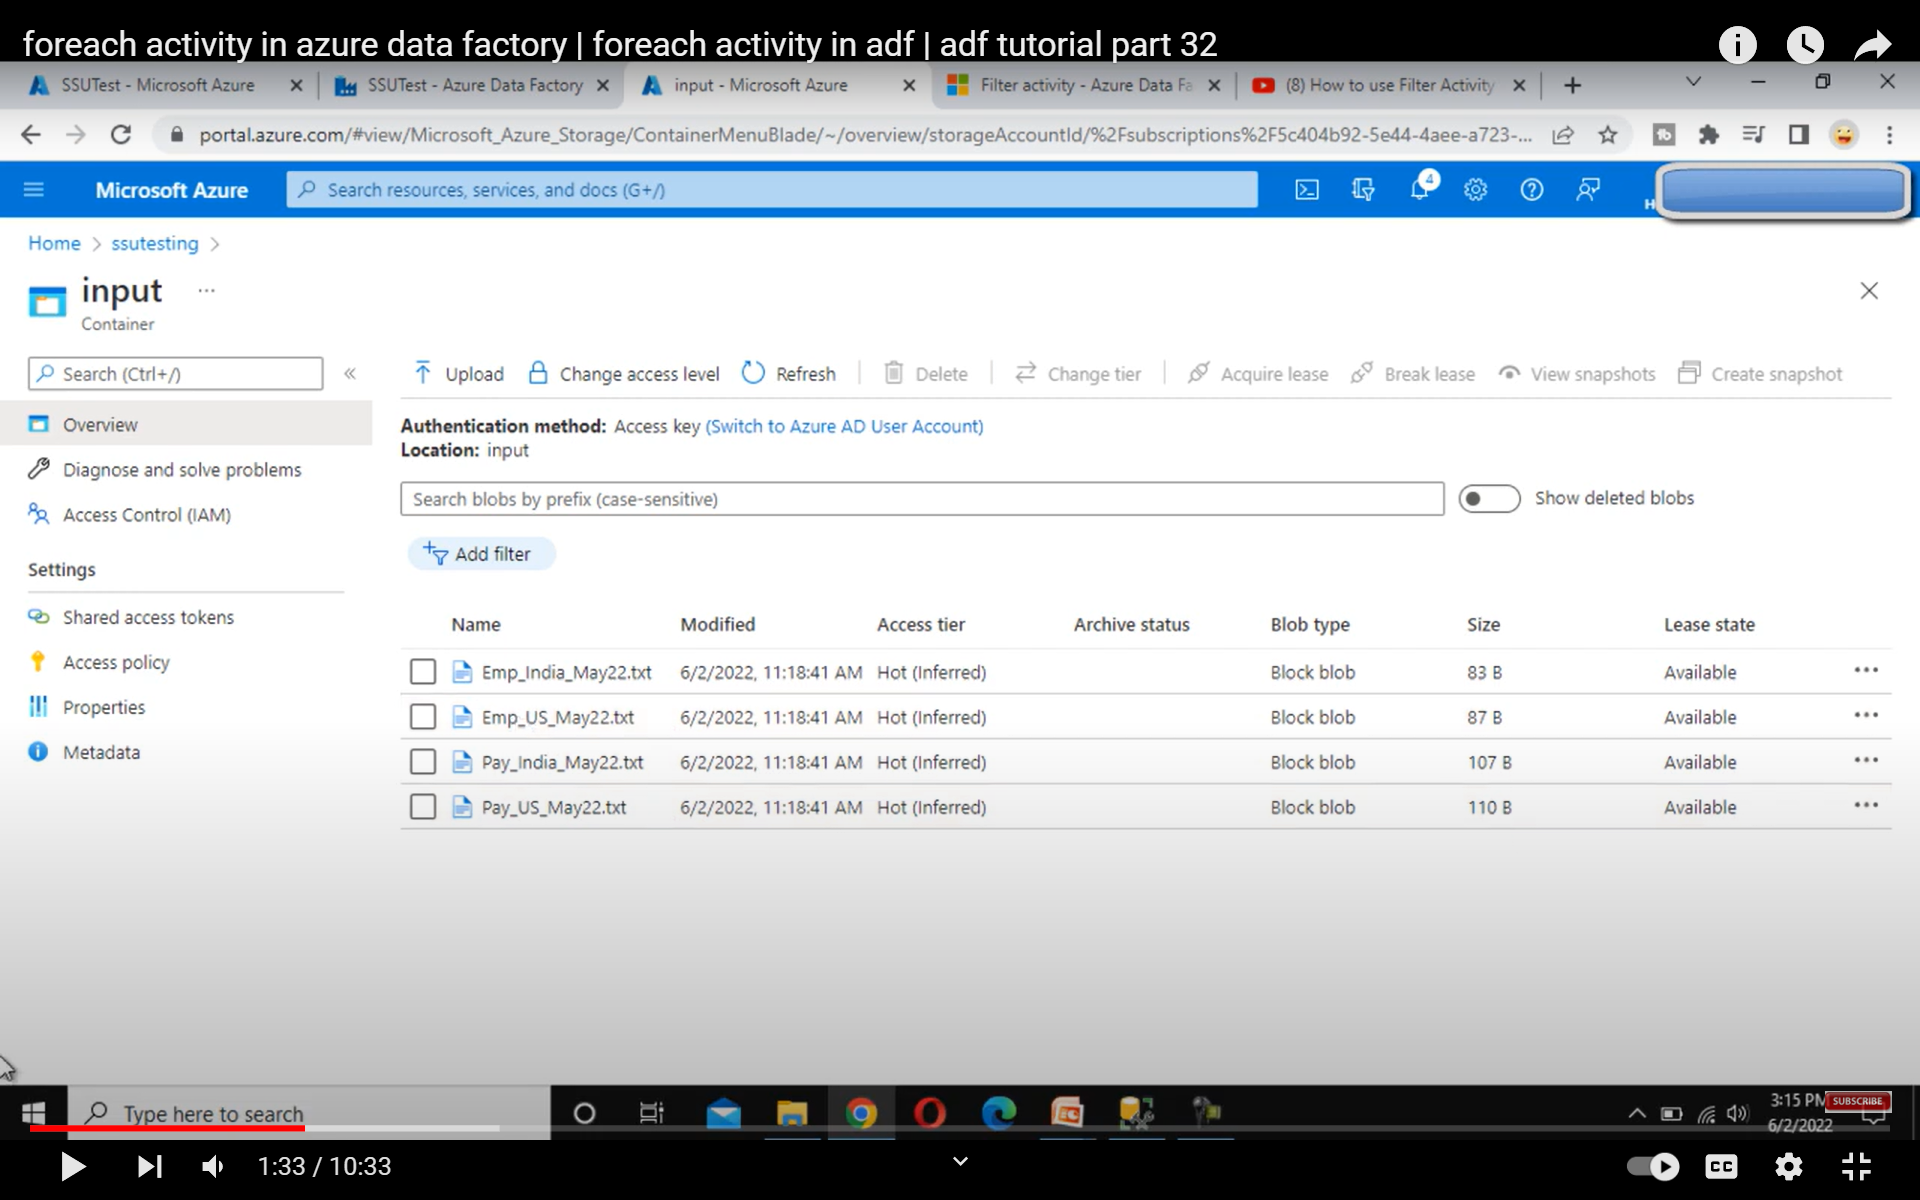 foreach activity in azure data factory | foreach activity in adf | adf tutorial part 32
SSUTest - Microsoft Azure
SSUTest - Azure Data Factory
input - Microsoft Azure
Filter activity - Azure Data Fa
(8) How to use Filter Activity
portal.azure.com/#view/Microsoft_Azure_Storage/ContainerMenuBlade/~/overview/storageAccountId/%2Fsubscriptions%2F5c404b92-5e44-4aee-a723-...
Microsoft Azure
Search resources, services, and docs (G+/)
4
Home > ssutesting >
input ...
Container
Search (Ctrl+/)
«
Upload
Change access level
Refresh
Delete
Change tier
Acquire lease
Break lease
View snapshots
Create snapshot
Overview
Diagnose and solve problems
Access Control (IAM)
Settings
Shared access tokens
Access policy
Properties
Metadata
Authentication method: Access key (Switch to Azure AD User Account)
Location: input
Search blobs by prefix (case-sensitive)
Show deleted blobs
Add filter
Name Modified Access tier Archive status Blob type Size Lease state
Emp_India_May22.txt 6/2/2022, 11:18:41 AM Hot (Inferred) Block blob 83 B Available ...
Emp_US_May22.txt 6/2/2022, 11:18:41 AM Hot (Inferred) Block blob 87 B Available ...
Pay_India_May22.txt 6/2/2022, 11:18:41 AM Hot (Inferred) Block blob 107 B Available ...
Pay_US_May22.txt 6/2/2022, 11:18:41 AM Hot (Inferred) Block blob 110 B Available ...
Type here to search
3:15 PM
SUBSCRIBE
6/2/2022
1:33 / 10:33
CC